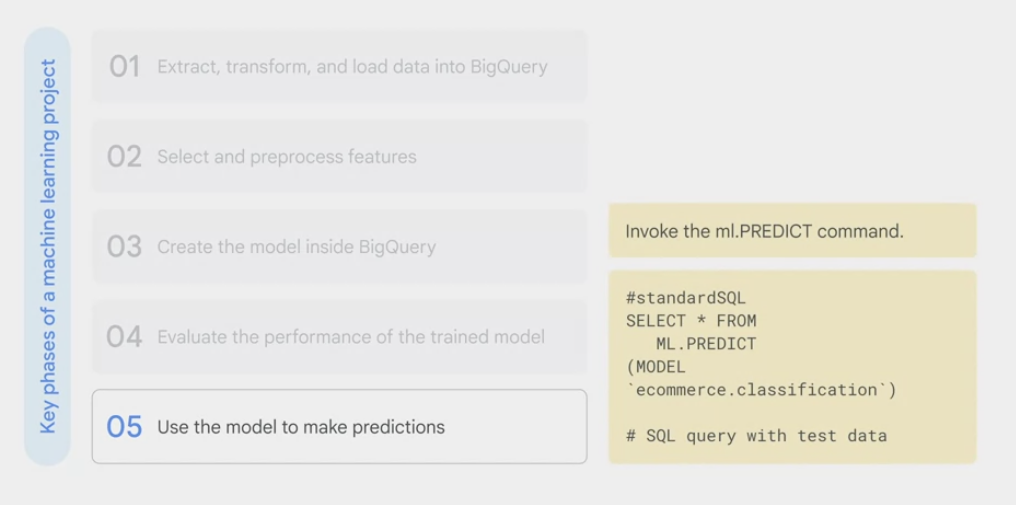 Key phases of a machine learning project
01 Extract, transform, and load data into BigQuery
02 Select and preprocess features
03 Create the model inside BigQuery
04 Evaluate the performance of the trained model
05 Use the model to make predictions
Invoke the ml.PREDICT command.
#standardSQL
SELECT * FROM
ML.PREDICT
(MODEL
`ecommerce.classification`)
# SQL query with test data